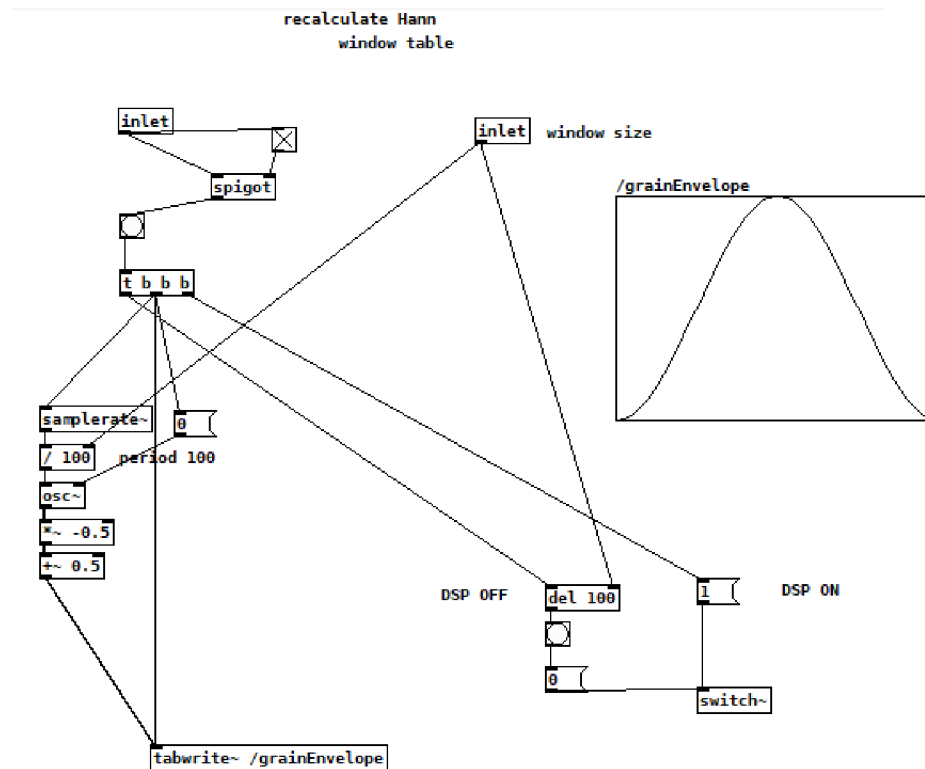 recalculate Hann
window table
inlet
inlet
window size
spigot
/grainEnvelope
t b b b
samplerate~
0
/ 100
period 100
osc~
*~ -0.5
+~ 0.5
DSP OFF
del 100
1
DSP ON
0
switch~
tabwrite~ /grainEnvelope